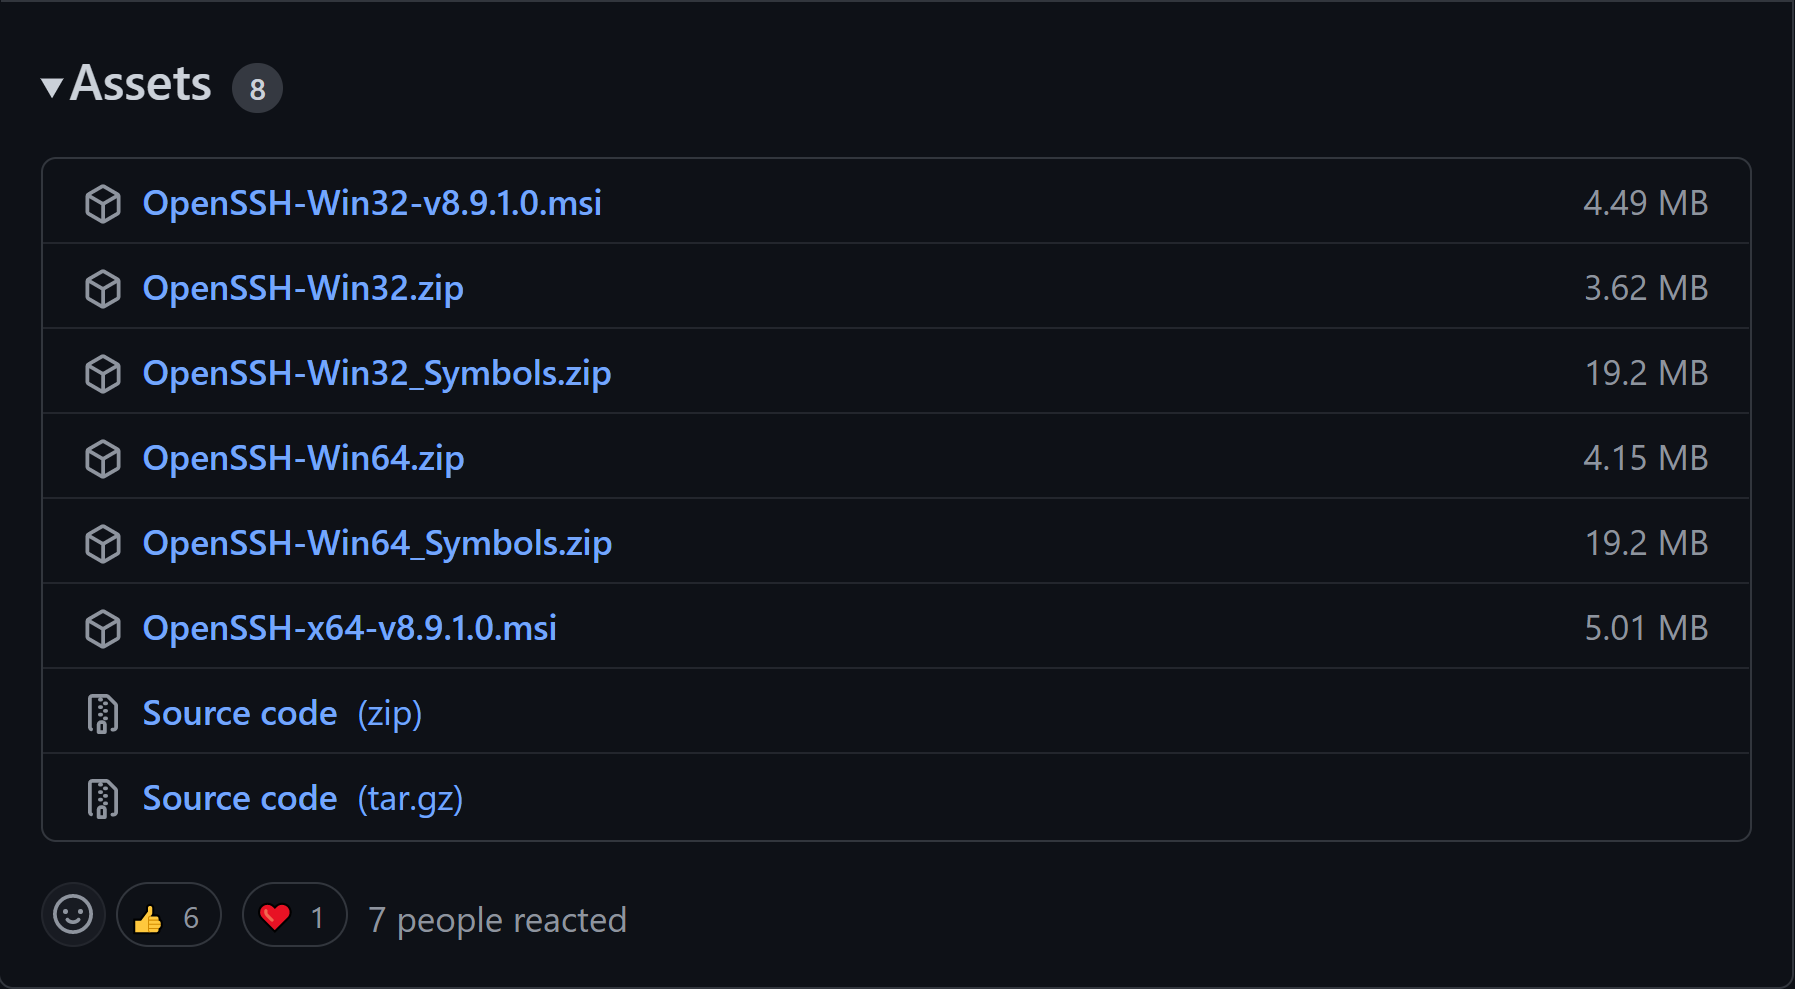 Assets 8
OpenSSH-Win32-v8.9.1.0.msi 4.49 MB
OpenSSH-Win32.zip 3.62 MB
OpenSSH-Win32_Symbols.zip 19.2 MB
OpenSSH-Win64.zip 4.15 MB
OpenSSH-Win64_Symbols.zip 19.2 MB
OpenSSH-x64-v8.9.1.0.msi 5.01 MB
Source code (zip)
Source code (tar.gz)
6 1 7 people reacted